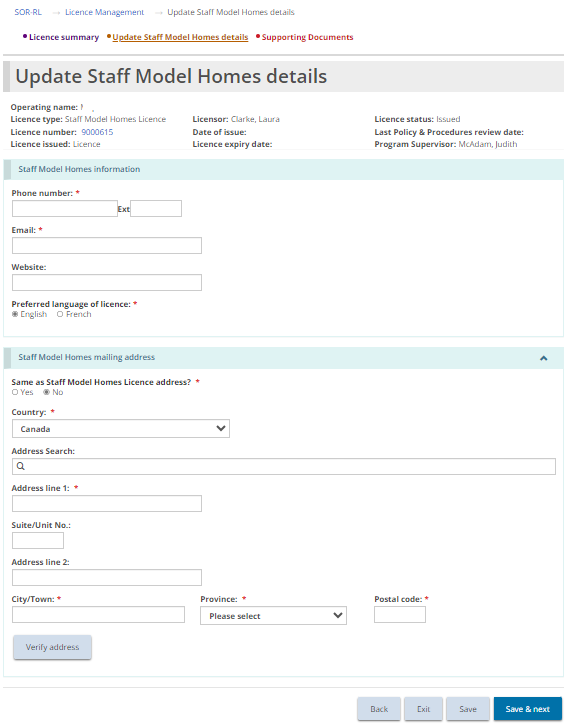 SOR-RL → Licence Management → Update Staff Model Homes details
• Licence summary • Update Staff Model Homes details • Supporting Documents
Update Staff Model Homes details
Operating name:
Licence type: Staff Model Homes Licence Licensor: Clarke, Laura Licence status: Issued
Licence number: 9000615 Date of issue: Last Policy & Procedures review date:
Licence issued: Licence Licence expiry date: Program Supervisor: McAdam, Judith
Staff Model Homes information
Phone number: *
Ext
Email: *
Website:
Preferred language of licence: *
English French
Staff Model Homes mailing address
Same as Staff Model Homes Licence address? *
Yes No
Country: *
Canada
Address Search:
Address line 1: *
Suite/Unit No.:
Address line 2:
City/Town: * Province: * Postal code: *
Please select
Verify address
Back Exit Save Save & next